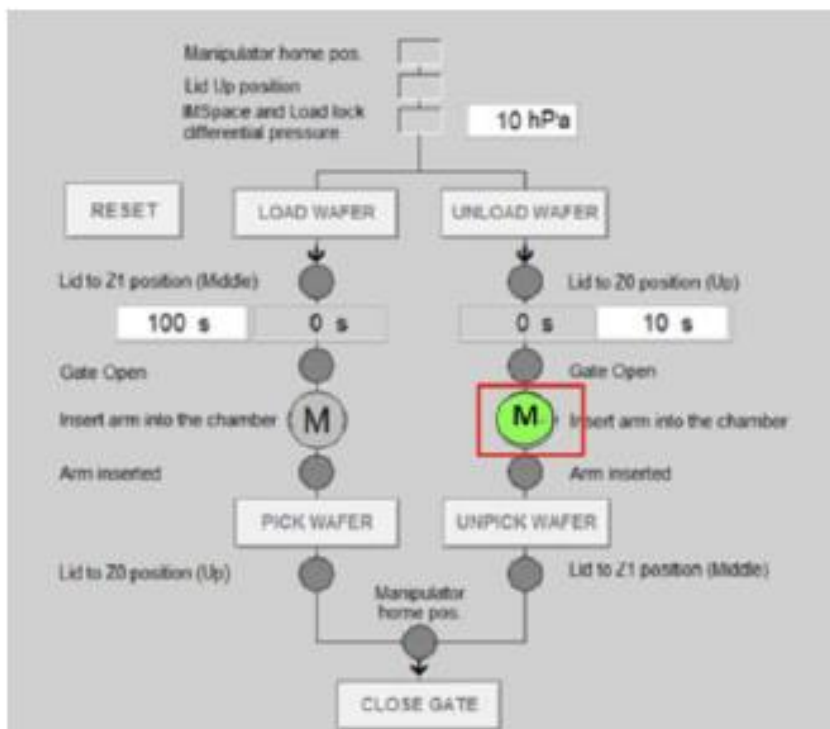 Manipulator home pos.
Lid Up position
IMSpace and Load lock
differential pressure
10 hPa
RESET
LOAD WAFER
UNLOAD WAFER
Lid to Z1 position (Middle)
Lid to Z0 position (Up)
100 s
0 s
0 s
10 s
Gate Open
Gate Open
Insert arm into the chamber
M
M
Insert arm into the chamber
Arm inserted
Arm inserted
PICK WAFER
UNPICK WAFER
Lid to Z0 position (Up)
Lid to Z1 position (Middle)
Manipulator
home pos.
CLOSE GATE